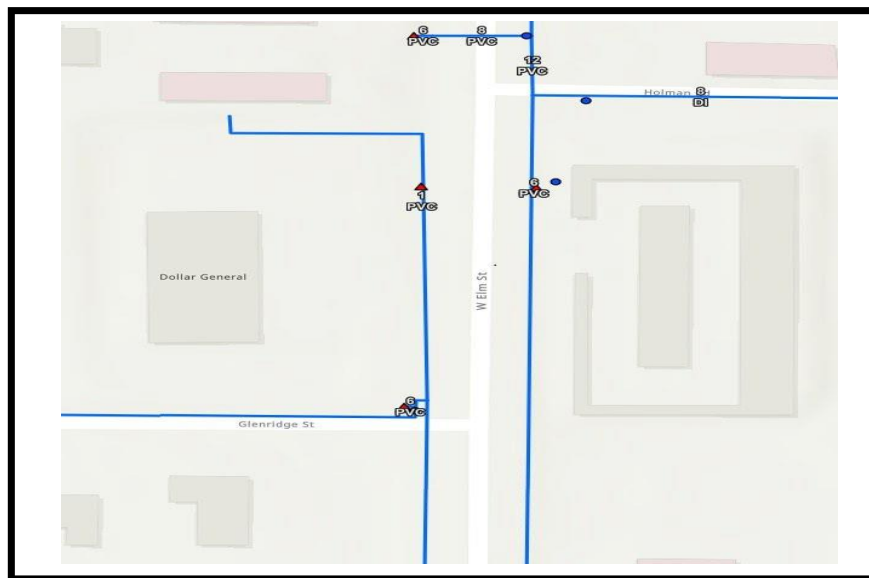 6
PVC
8
PVC
12
PVC
Holman
8
DI
1
PVC
6
PVC
Dollar General
W Elm St
6
PVC
Glenridge St